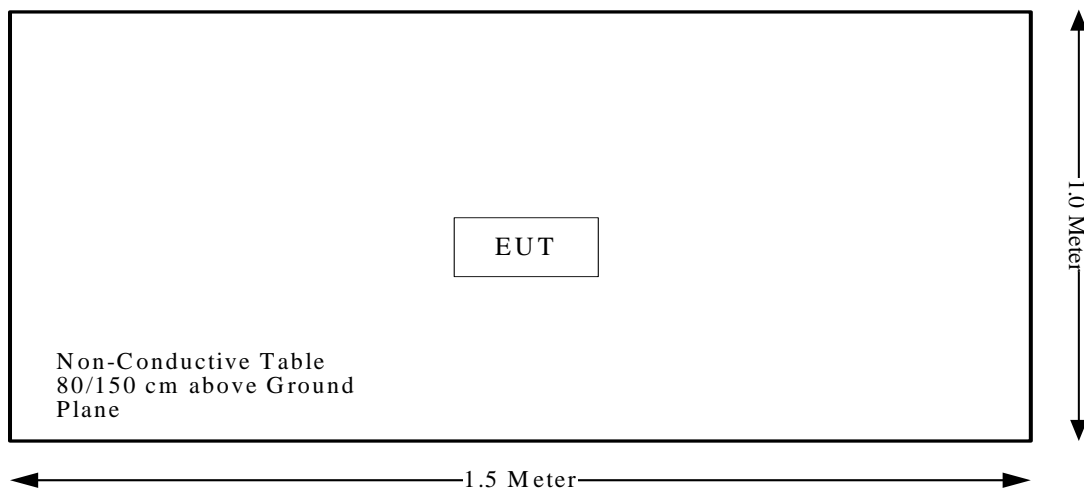 EUT
1.0 Meter
Non-Conductive Table
80/150 cm above Ground
Plane
1.5 Meter